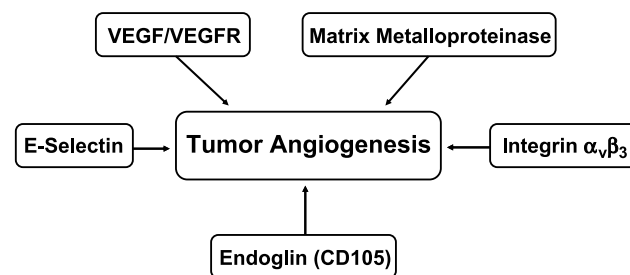 VEGF/VEGFR
Matrix Metalloproteinase
E-Selectin
Tumor Angiogenesis
Integrin αvβ3
Endoglin (CD105)